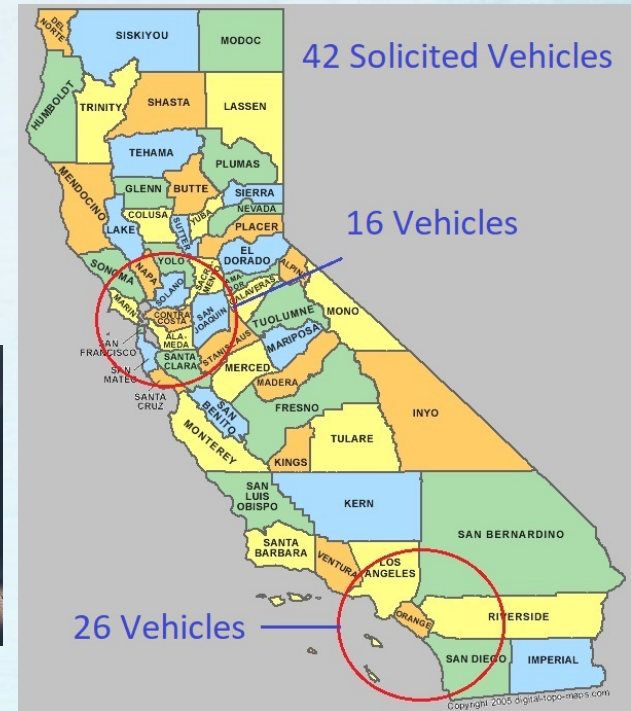 42 Solicited Vehicles
DEL
NORTE
SISKIYOU
MODOC
HUMBOLDT
TRINITY
SHASTA
LASSEN
TEHAMA
PLUMAS
MENDOCINO
GLENN
BUTTE
SIERRA
NEVADA
COLUSA
SUTTER
YUBA
PLACER
LAKE
16 Vehicles
EL
DORADO
YOLO
SONOMA
NAPA
SACRA-
MENTO
ALPINE
AMA
DOR
SOLANO
CALAVERAS
MARIN
CONTRA
COSTA
SAN
JOAQUIN
TUOLUMNE
MONO
SAN
FRANCISCO
ALA-
MEDA
STANISLAUS
MARIPOSA
SAN
MATEO
SANTA
CLARA
MERCED
MADERA
SANTA
CRUZ
SAN
BENITO
FRESNO
INYO
MONTEREY
TULARE
KINGS
SAN
LUIS
OBISPO
KERN
SAN BERNARDINO
SANTA
BARBARA
VENTURA
LOS
ANGELES
26 Vehicles
ORANGE
RIVERSIDE
SAN DIEGO
IMPERIAL
Copyright 2005 digital-topo-maps.com